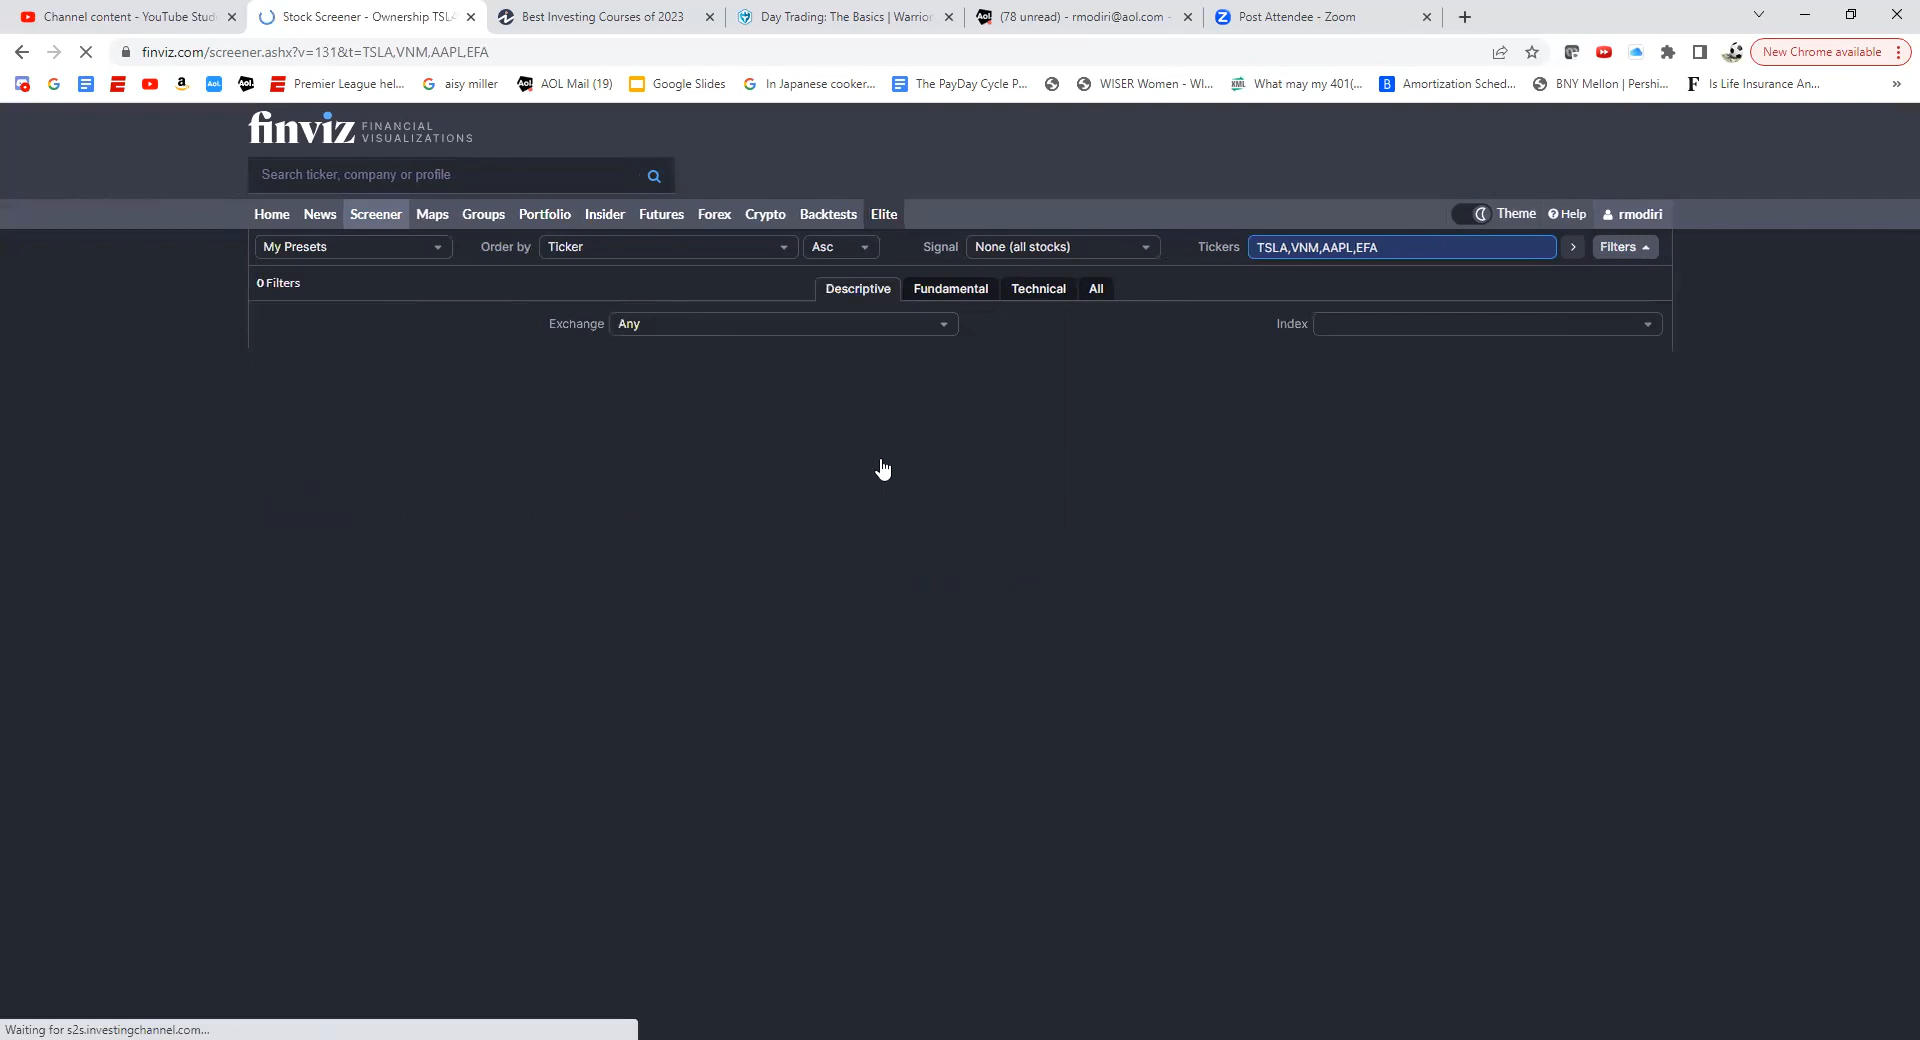 Channel content - YouTube Stud
Stock Screener - Ownership TSLA
Best Investing Courses of 2023
Day Trading: The Basics | Warrior
Aol. (78 unread) - rmodiri@aol.com -
Z Post Attendee - Zoom
finviz.com/screener.ashx?v=131&t=TSLA,VNM,AAPL,EFA
New Chrome available
Aol.
Premier League hel...
aisy miller
Aol. AOL Mail (19)
Google Slides
In Japanese cooker...
The PayDay Cycle P...
WISER Women - WI...
XML What may my 401(...
B Amortization Sched...
BNY Mellon | Pershi...
F Is Life Insurance An...
»
finviz FINANCIAL
VISUALIZATIONS
Search ticker, company or profile
Home News Screener Maps Groups Portfolio Insider Futures Forex Crypto Backtests Elite Theme Help rmodiri
My Presets Order by Ticker Asc Signal None (all stocks) Tickers TSLA,VNM,AAPL,EFA > Filters
0 Filters Descriptive Fundamental Technical All
Exchange Any Index
Waiting for s2s.investingchannel.com...